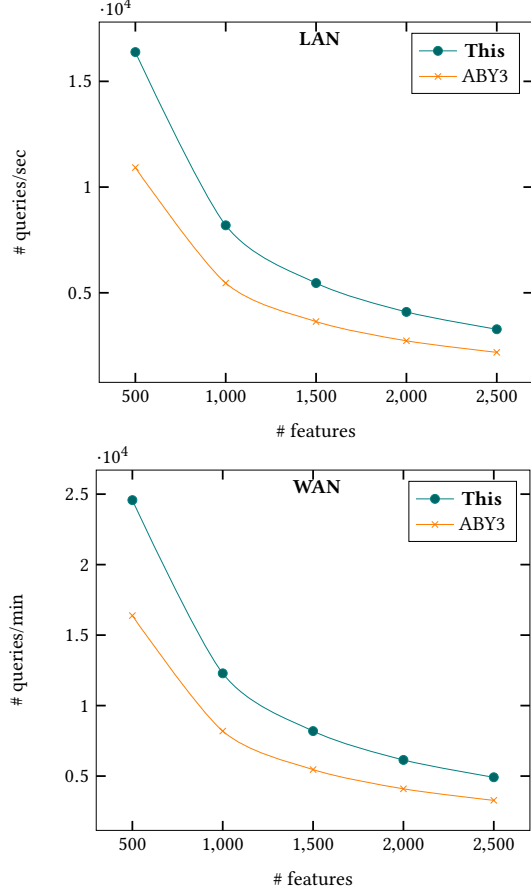 ·10⁴
LAN
This
ABY3
1.5
1
0.5
# queries/sec
500 1,000 1,500 2,000 2,500
# features
·10⁴
WAN
This
ABY3
2.5
2
1.5
1
0.5
# queries/min
500 1,000 1,500 2,000 2,500
# features